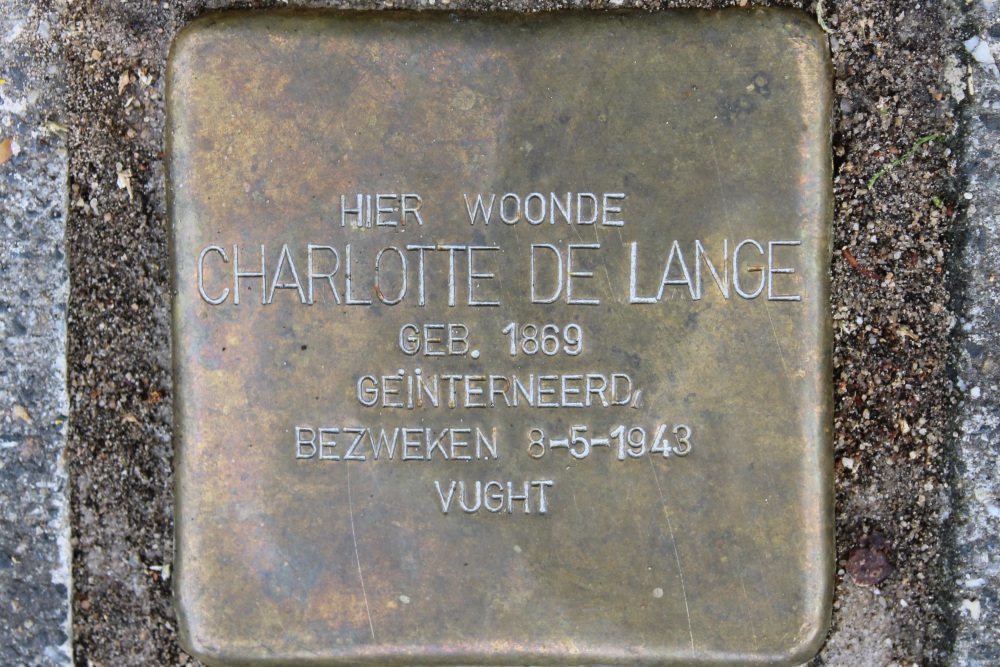 HIER WOONDE
CHARLOTTE DE LANGE
GEB. 1869
GEÏNTERNEERD
BEZWEKEN 8-5-1943
VUGHT